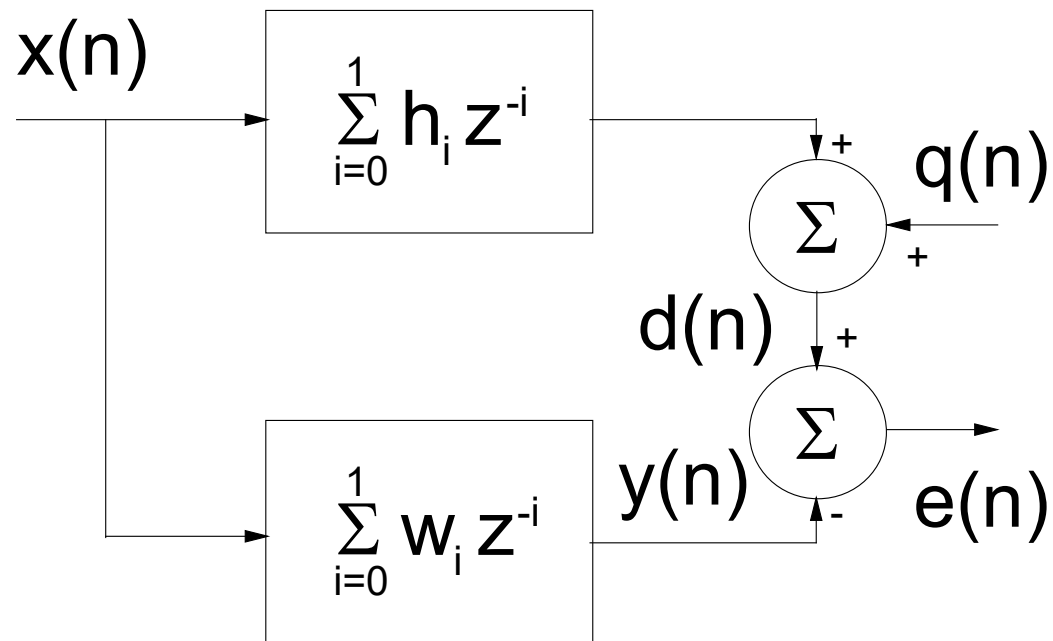 x(n)
1
Σ h_i z^-i
i=0
+
q(n)
Σ
+
d(n)
+
Σ
1
Σ w_i z^-i
i=0
y(n)
-
e(n)